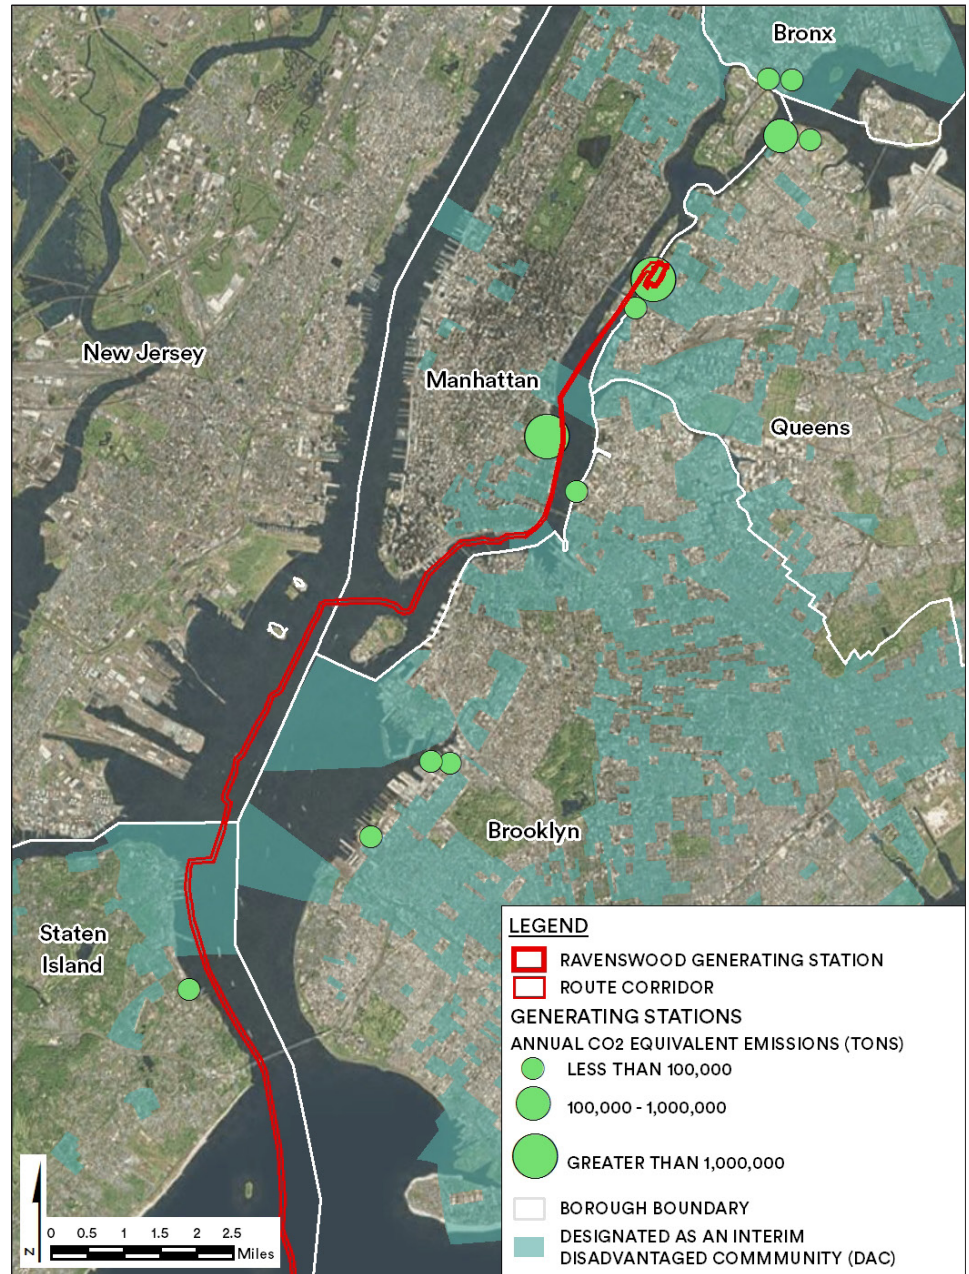 Bronx
New Jersey
Manhattan
Queens
Brooklyn
Staten
Island
LEGEND
RAVENSWOOD GENERATING STATION
ROUTE CORRIDOR
GENERATING STATIONS
ANNUAL CO2 EQUIVALENT EMISSIONS (TONS)
LESS THAN 100,000
100,000 - 1,000,000
GREATER THAN 1,000,000
BOROUGH BOUNDARY
DESIGNATED AS AN INTERIM
DISADVANTAGED COMMMUNITY (DAC)
N
0 0.5 1 1.5 2 2.5
Miles